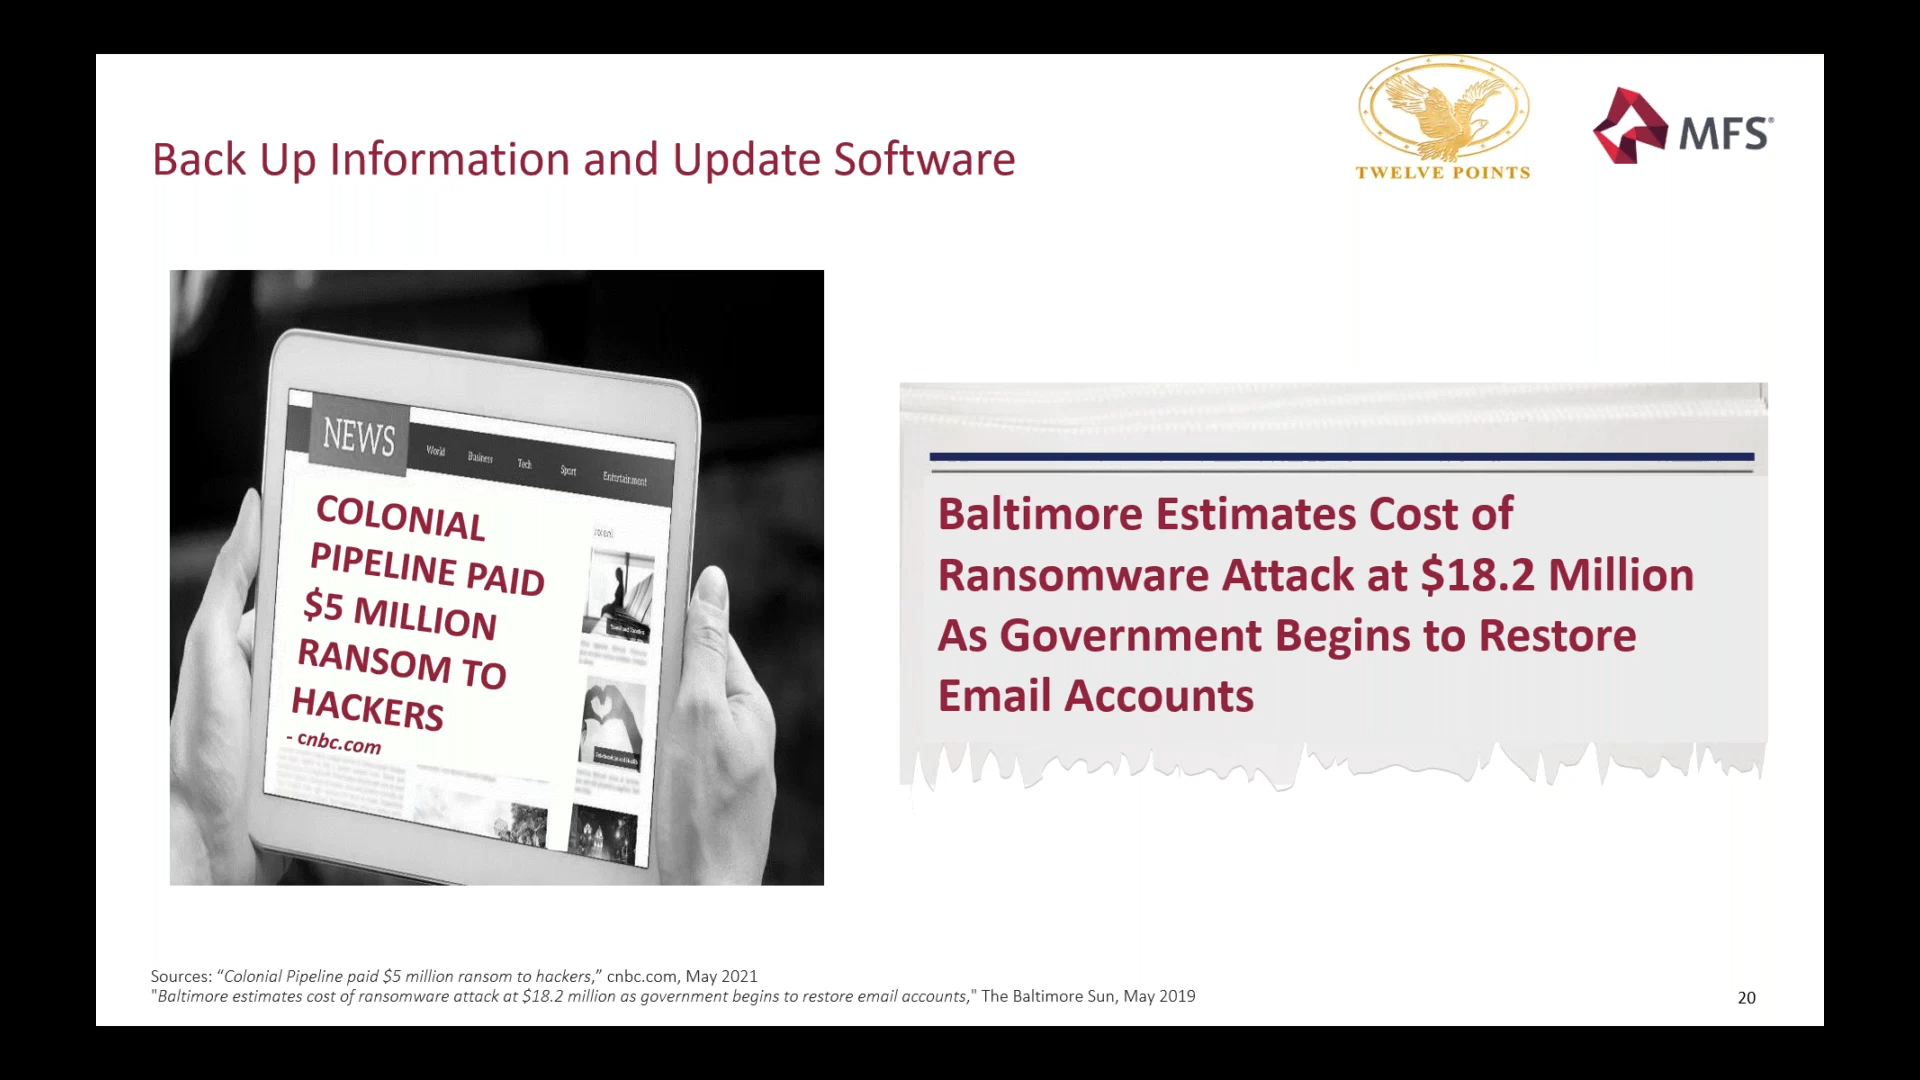 TWELVE POINTS
MFS®
Back Up Information and Update Software
NEWS
World Business Tech Sport Entertainment
COLONIAL
PIPELINE PAID
$5 MILLION
RANSOM TO
HACKERS
- cnbc.com
Baltimore Estimates Cost of
Ransomware Attack at $18.2 Million
As Government Begins to Restore
Email Accounts
Sources: “Colonial Pipeline paid $5 million ransom to hackers,” cnbc.com, May 2021
"Baltimore estimates cost of ransomware attack at $18.2 million as government begins to restore email accounts," The Baltimore Sun, May 2019
20